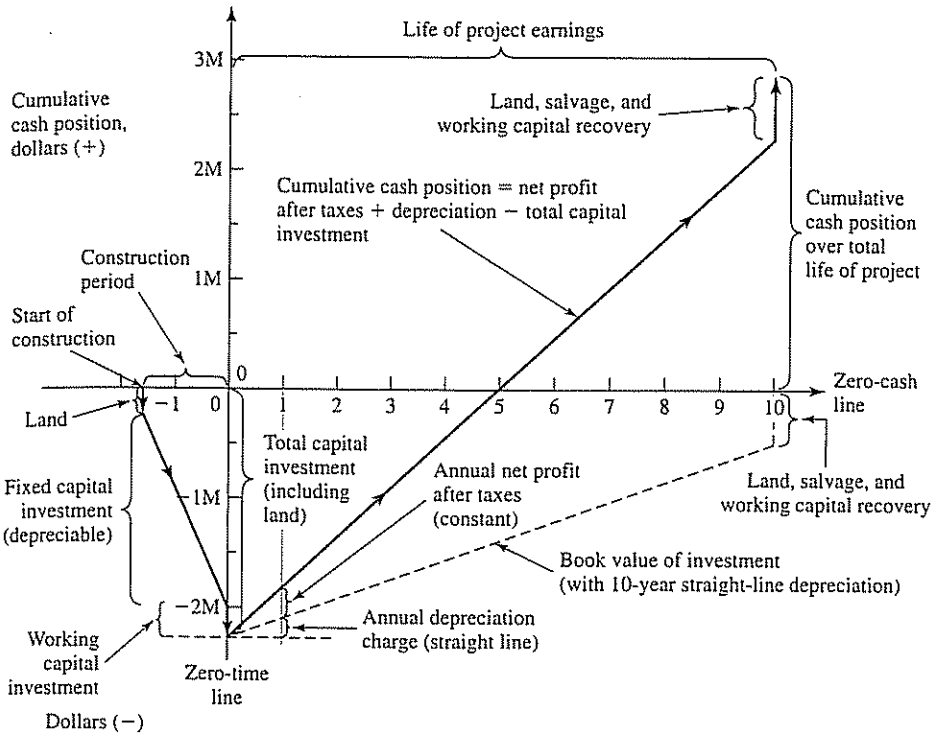 Life of project earnings
3M
Cumulative
cash position,
dollars (+)
Land, salvage, and
working capital recovery
2M
Cumulative cash position = net profit
after taxes + depreciation − total capital
investment
Cumulative
cash position
over total
life of project
Construction
period
1M
Start of
construction
0
Zero-cash
line
−1
0
1
2
3
4
5
6
7
8
9
10
Land
Total capital
investment
(including
land)
Annual net profit
after taxes
(constant)
Land, salvage, and
working capital recovery
Fixed capital
investment
(depreciable)
−1M
Book value of investment
(with 10-year straight-line depreciation)
−2M
Annual depreciation
charge (straight line)
Working
capital
investment
Zero-time
line
Dollars (−)